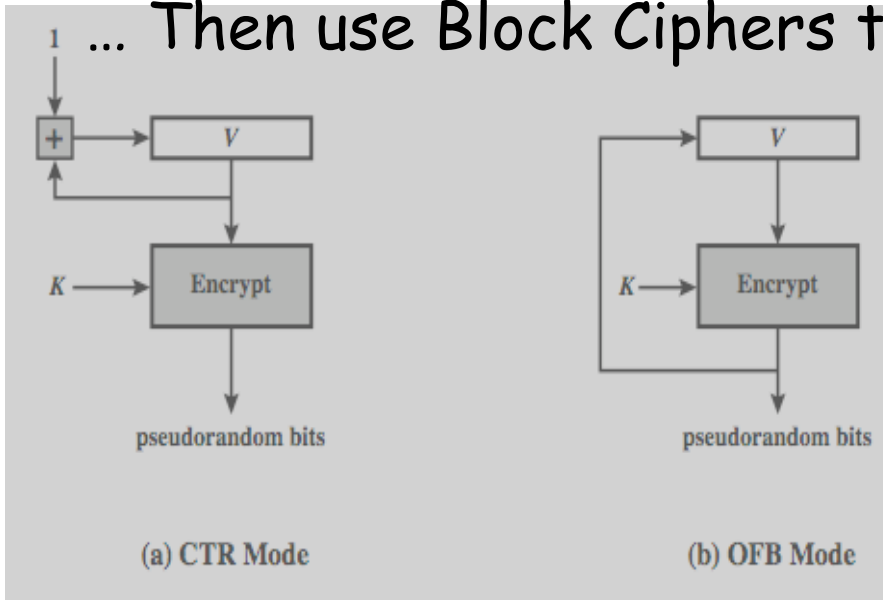 ... Then use Block Ciphers t
1
+
V
K
Encrypt
pseudorandom bits
(a) CTR Mode
V
K
Encrypt
pseudorandom bits
(b) OFB Mode